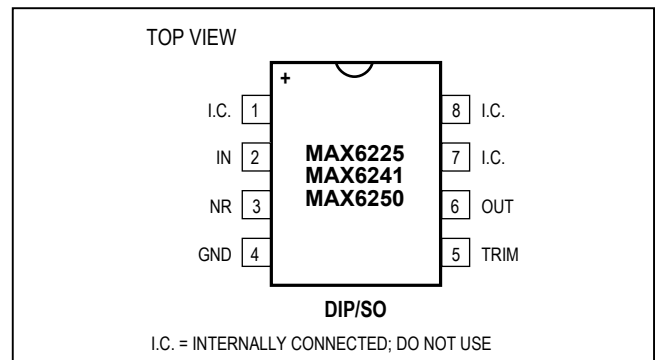 TOP VIEW
+
I.C. 1
IN 2
NR 3
GND 4
MAX6225
MAX6241
MAX6250
8 I.C.
7 I.C.
6 OUT
5 TRIM
DIP/SO
I.C. = INTERNALLY CONNECTED; DO NOT USE